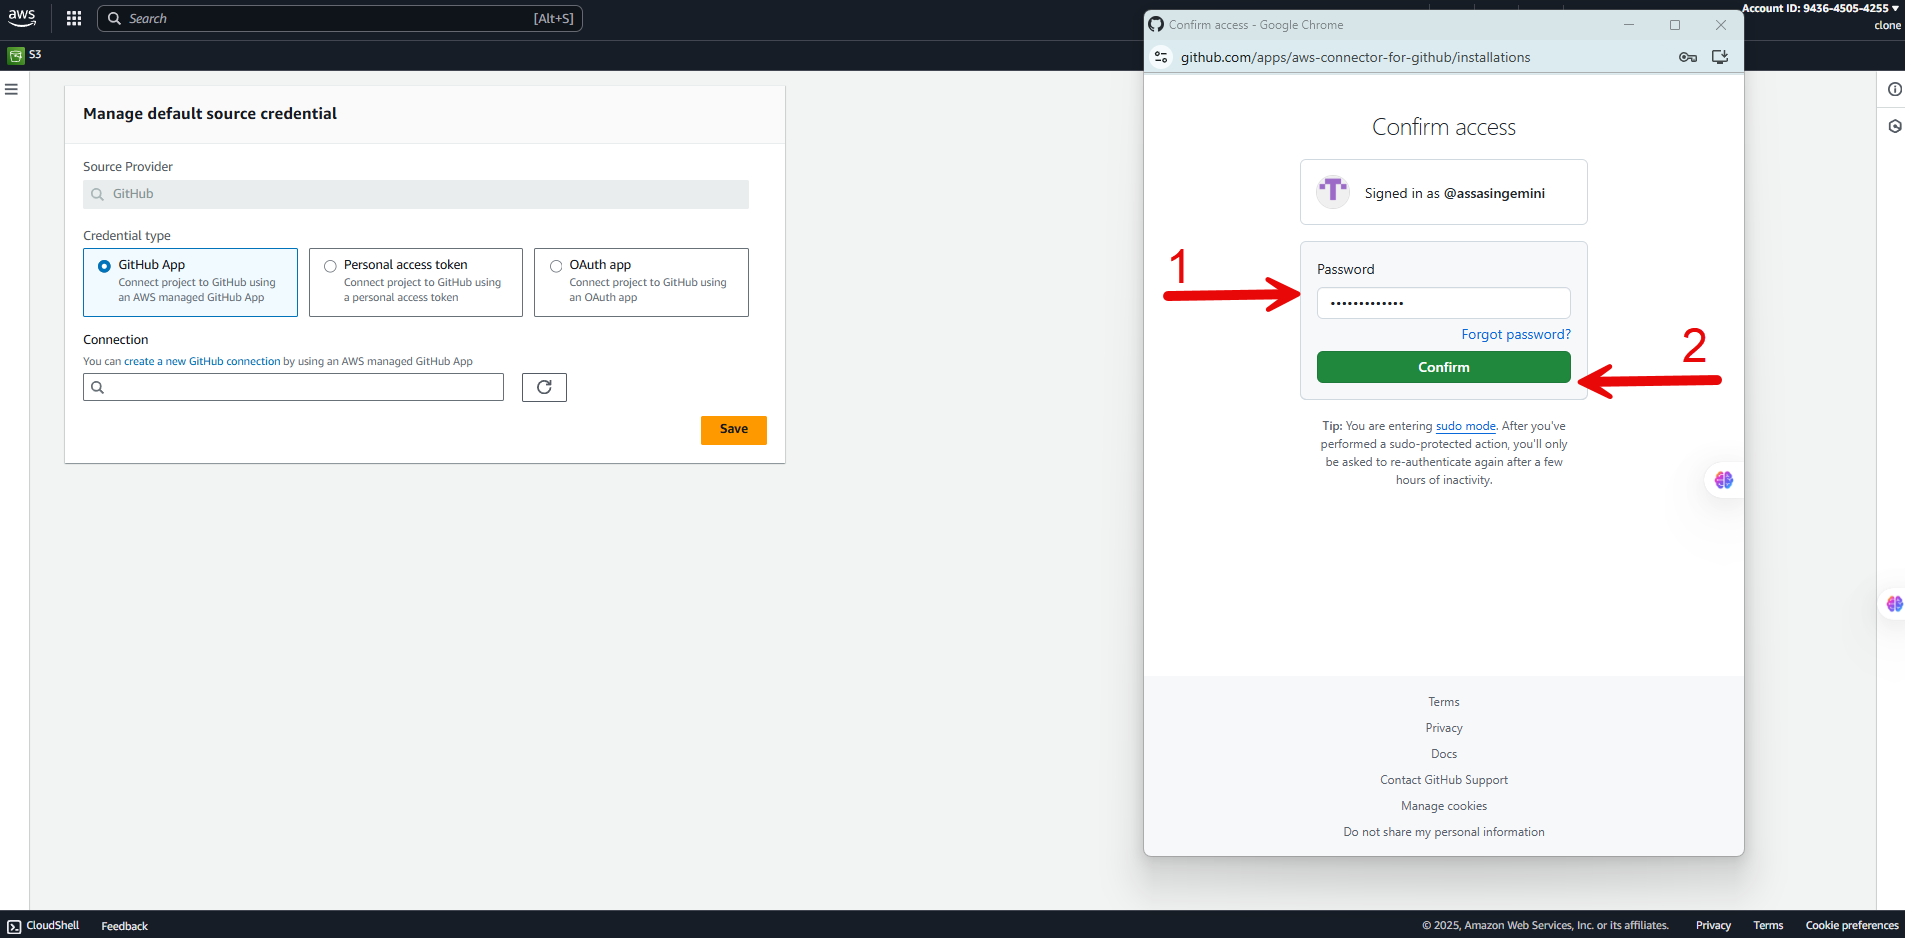 aws
Search
[Alt+S]
Account ID: 9436-4505-4255
clone
S3
Manage default source credential
Source Provider
GitHub
Credential type
GitHub App
Connect project to GitHub using
an AWS managed GitHub App
Personal access token
Connect project to GitHub using
a personal access token
OAuth app
Connect project to GitHub using
an OAuth app
Connection
You can create a new GitHub connection by using an AWS managed GitHub App
Save
Confirm access - Google Chrome
github.com/apps/aws-connector-for-github/installations
Confirm access
Signed in as @assasingemini
1
Password
•••••••••••••
Forgot password?
2
Confirm
Tip: You are entering sudo mode. After you've
performed a sudo-protected action, you'll only
be asked to re-authenticate again after a few
hours of inactivity.
Terms
Privacy
Docs
Contact GitHub Support
Manage cookies
Do not share my personal information
CloudShell
Feedback
© 2025, Amazon Web Services, Inc. or its affiliates.
Privacy
Terms
Cookie preferences